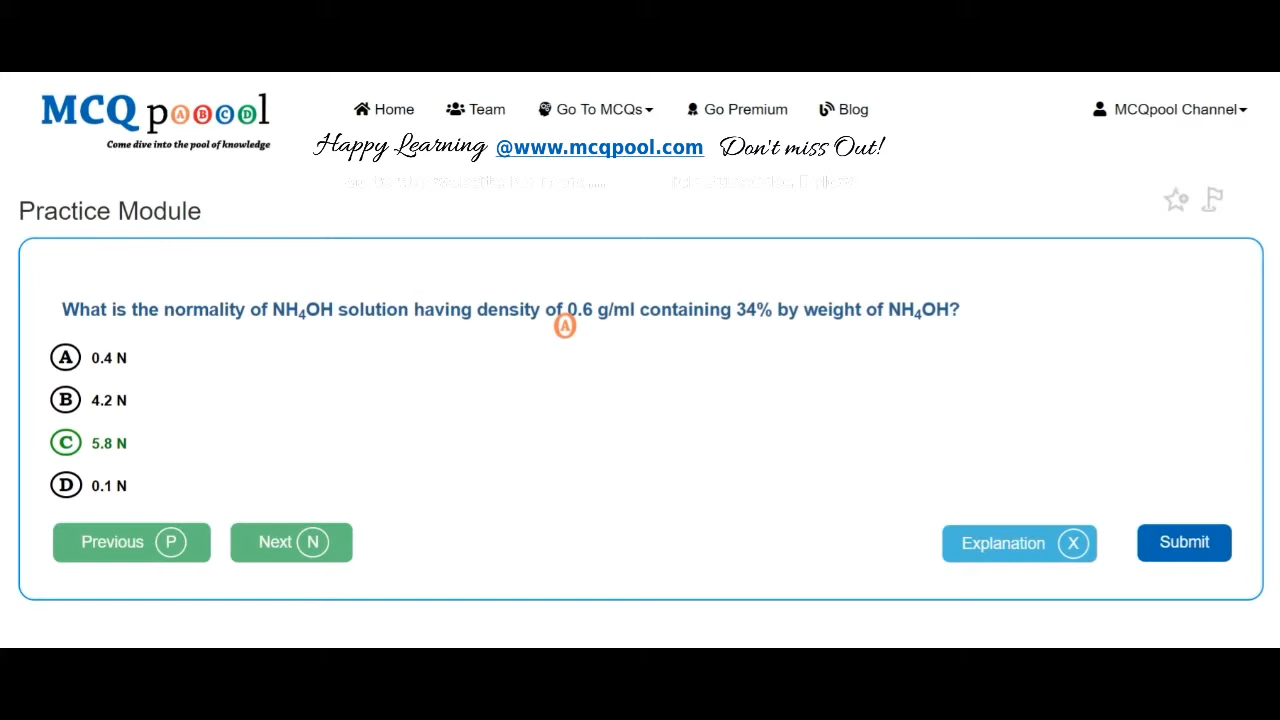 MCQ pooool
Come dive into the pool of knowledge
Home Team Go To MCQs Go Premium Blog MCQpool Channel
Happy Learning @www.mcqpool.com Don't miss Out!
Practice Module
What is the normality of NH₄OH solution having density of 0.6 g/ml containing 34% by weight of NH₄OH?
A
A 0.4 N
B 4.2 N
C 5.8 N
D 0.1 N
Previous P Next N Explanation X Submit